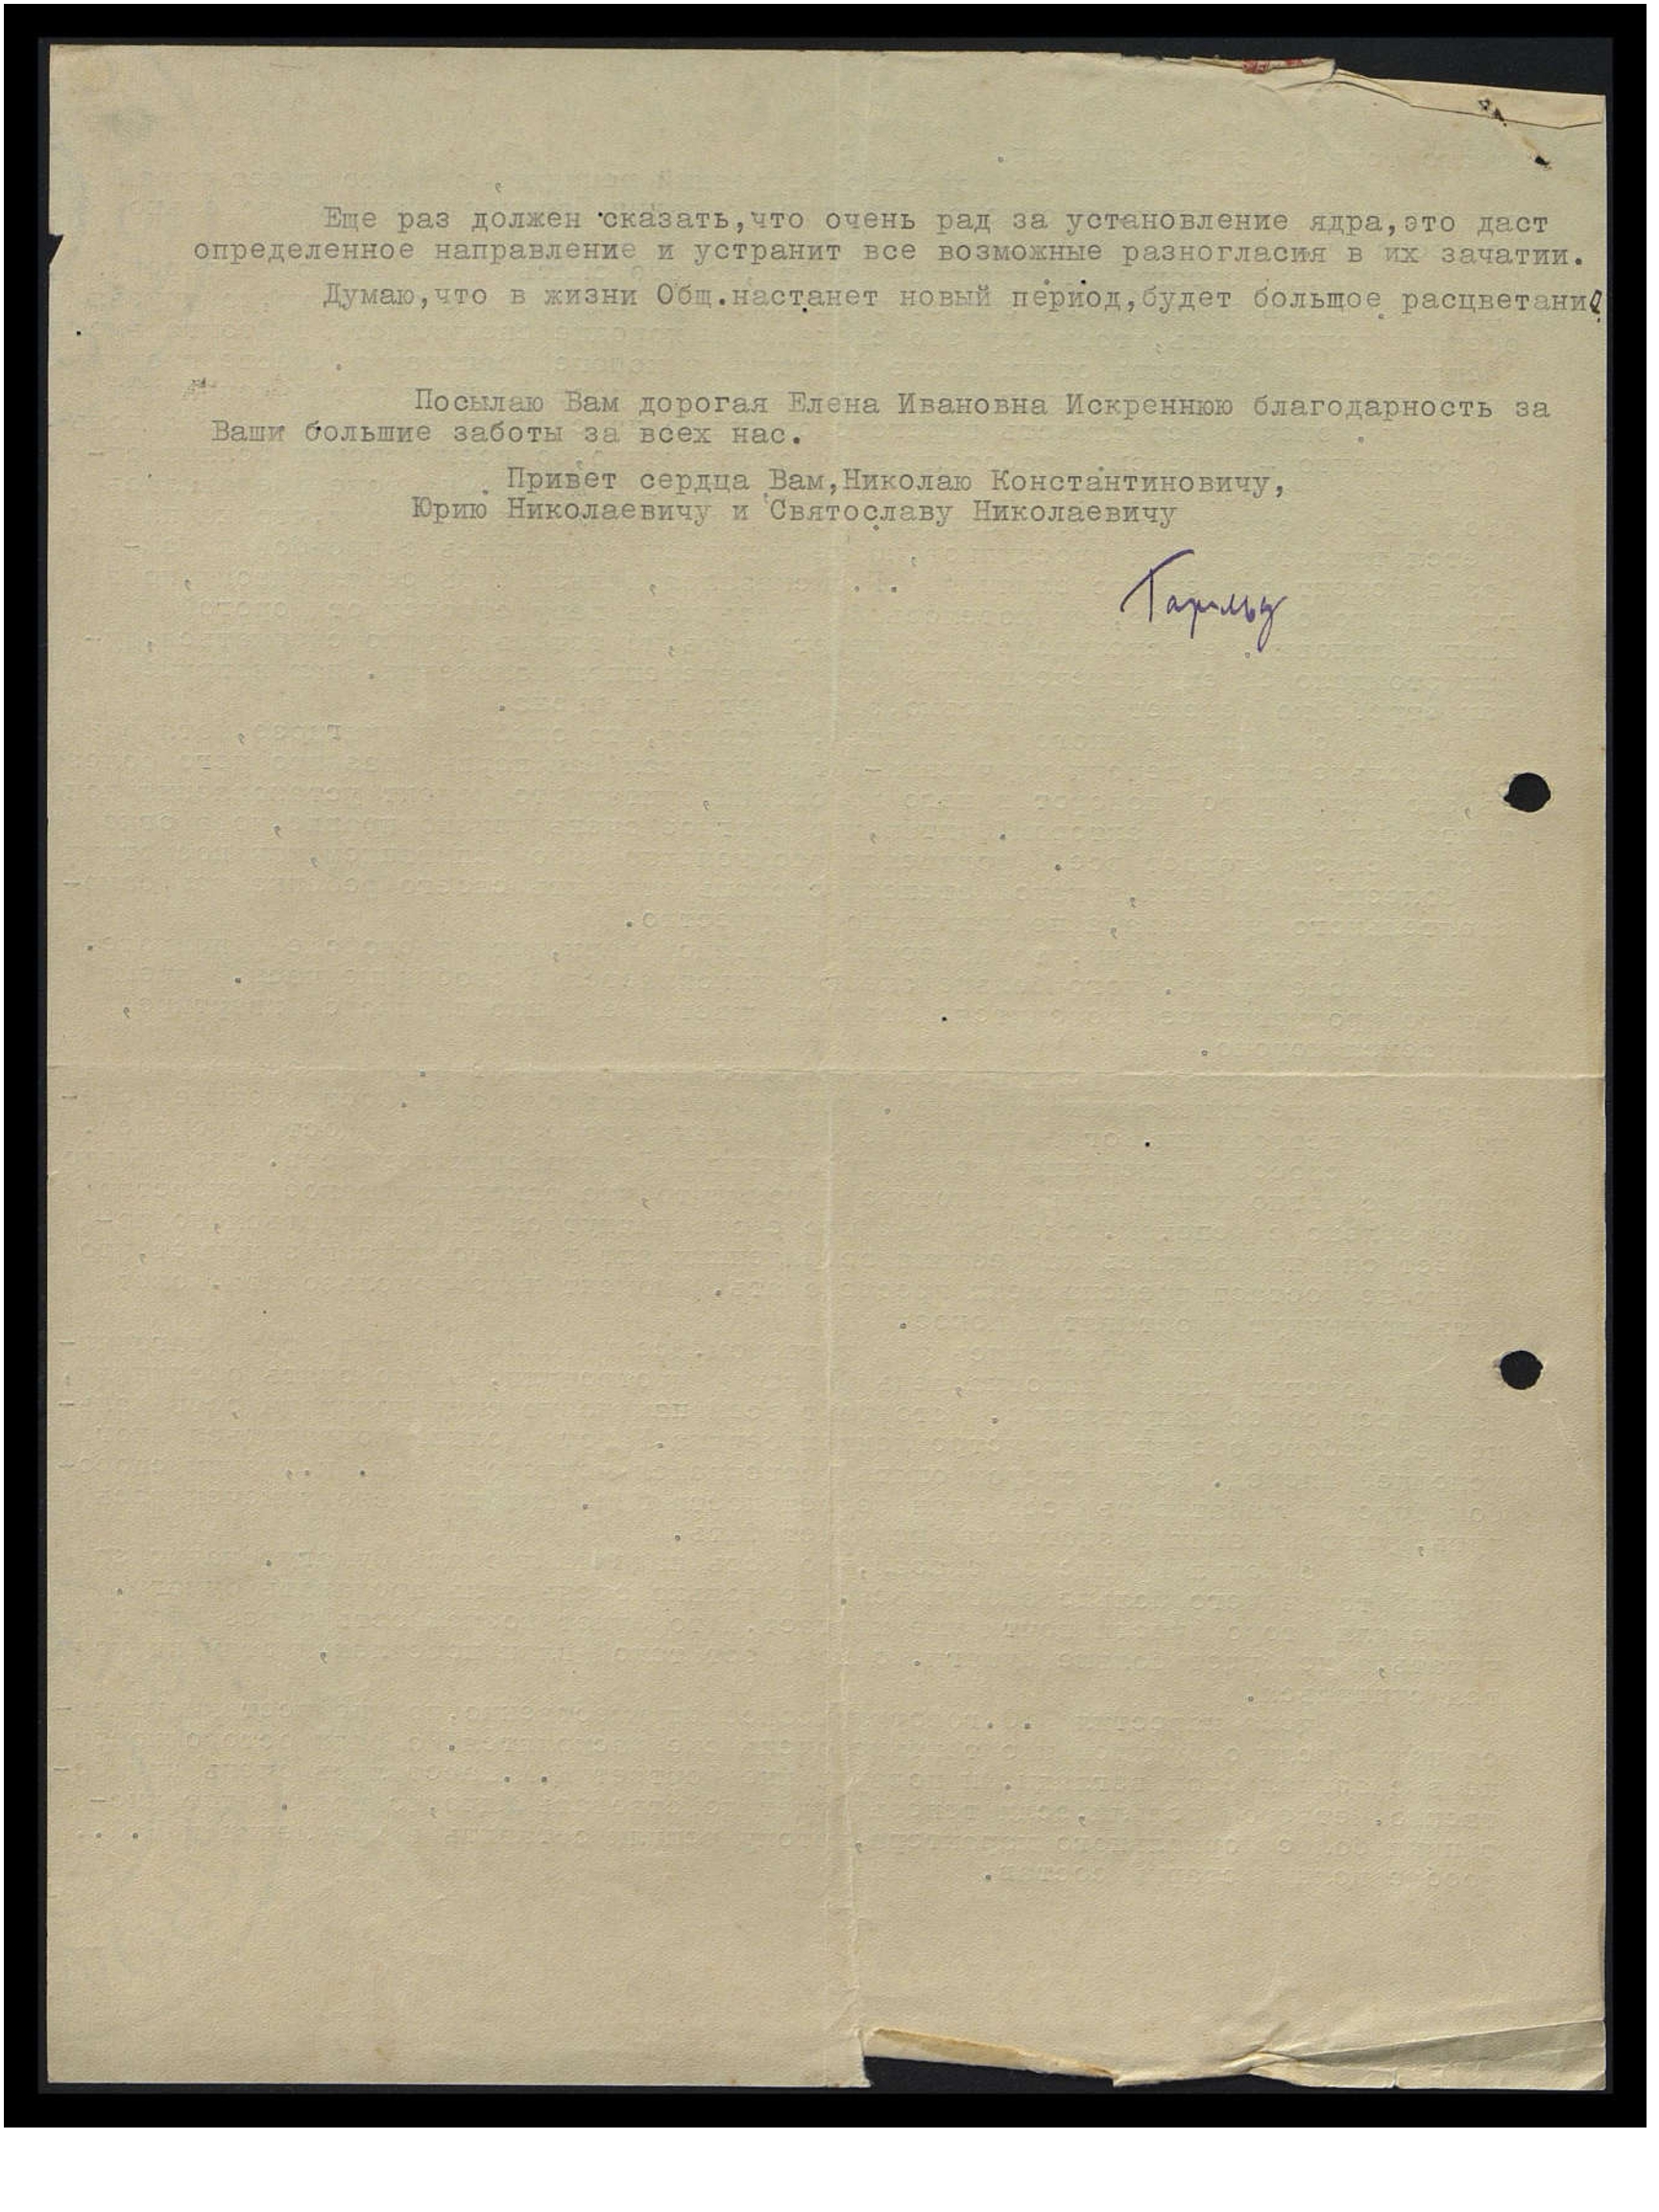 Еще раз должен сказать,что очень рад за установление ядра,это даст
определенное направление и устранит все возможные разногласия в их зачатии.
Думаю,что в жизни Общ.настанет новый период,будет большое расцветание
Посылаю Вам дорогая Елена Ивановна Искреннюю благодарность за
Ваши большие заботы за всех нас.
Привет сердца Вам,Николаю Константиновичу,
Юрию Николаевичу и Святославу Николаевичу
Гаральд